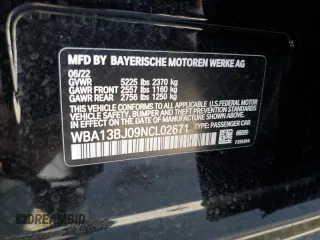 MFD BY BAYERISCHE MOTOREN WERKE AG
06/22
GVWR 5225 lbs 2370 kg
GAWR FRONT 2557 lbs 1160 kg
GAWR REAR 2756 lbs 1250 kg
THIS VEHICLE CONFORMS TO ALL APPLICABLE U.S. FEDERAL
MOTOR VEHICLE SAFETY, BUMPER, AND THEFT PREVENTION
STANDARDS IN EFFECT ON THE DATE OF MANUFACTURE SHOWN ABOVE.
WBA13BJ09NCL02671 TYPE: PASSENGER CAR
DREAMSID